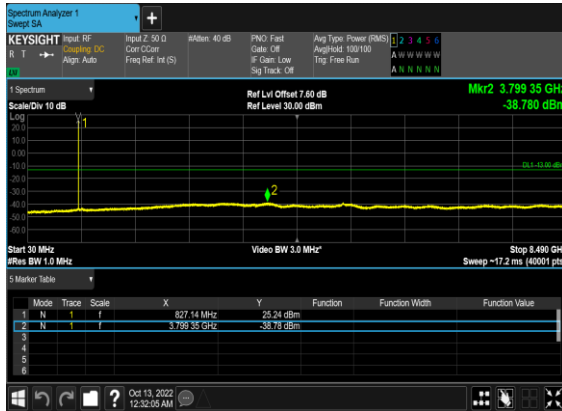 Spectrum Analyzer 1
Swept SA
+
KEYSIGHT Input: RF Input Z: 50 Ω #Atten: 40 dB PNO: Fast Avg Type: Power (RMS) 1 2 3 4 5 6
R T Coupling: DC Corr CCorr Gate: Off Avg|Hold: 100/100 A W W W W W
Align: Auto Freq Ref: Int (S) IF Gain: Low Trig: Free Run
Sig Track: Off A N N N N N
1 Spectrum Ref Lvl Offset 7.60 dB Mkr2 3.799 35 GHz
Scale/Div 10 dB Ref Level 30.00 dBm -38.780 dBm
Log
1
20.0
10.0
0.00
-10.0
DL1 -13.00 dBm
-20.0
-30.0
2
-40.0
-50.0
-60.0
Start 30 MHz Video BW 3.0 MHz* Stop 8.490 GHz
#Res BW 1.0 MHz Sweep ~17.2 ms (40001 pts)
5 Marker Table
Mode Trace Scale X Y Function Function Width Function Value
1 N 1 f 827.14 MHz 25.24 dBm
2 N 1 f 3.799 35 GHz -38.78 dBm
3
4
5
6
? Oct 13, 2022
12:32:05 AM